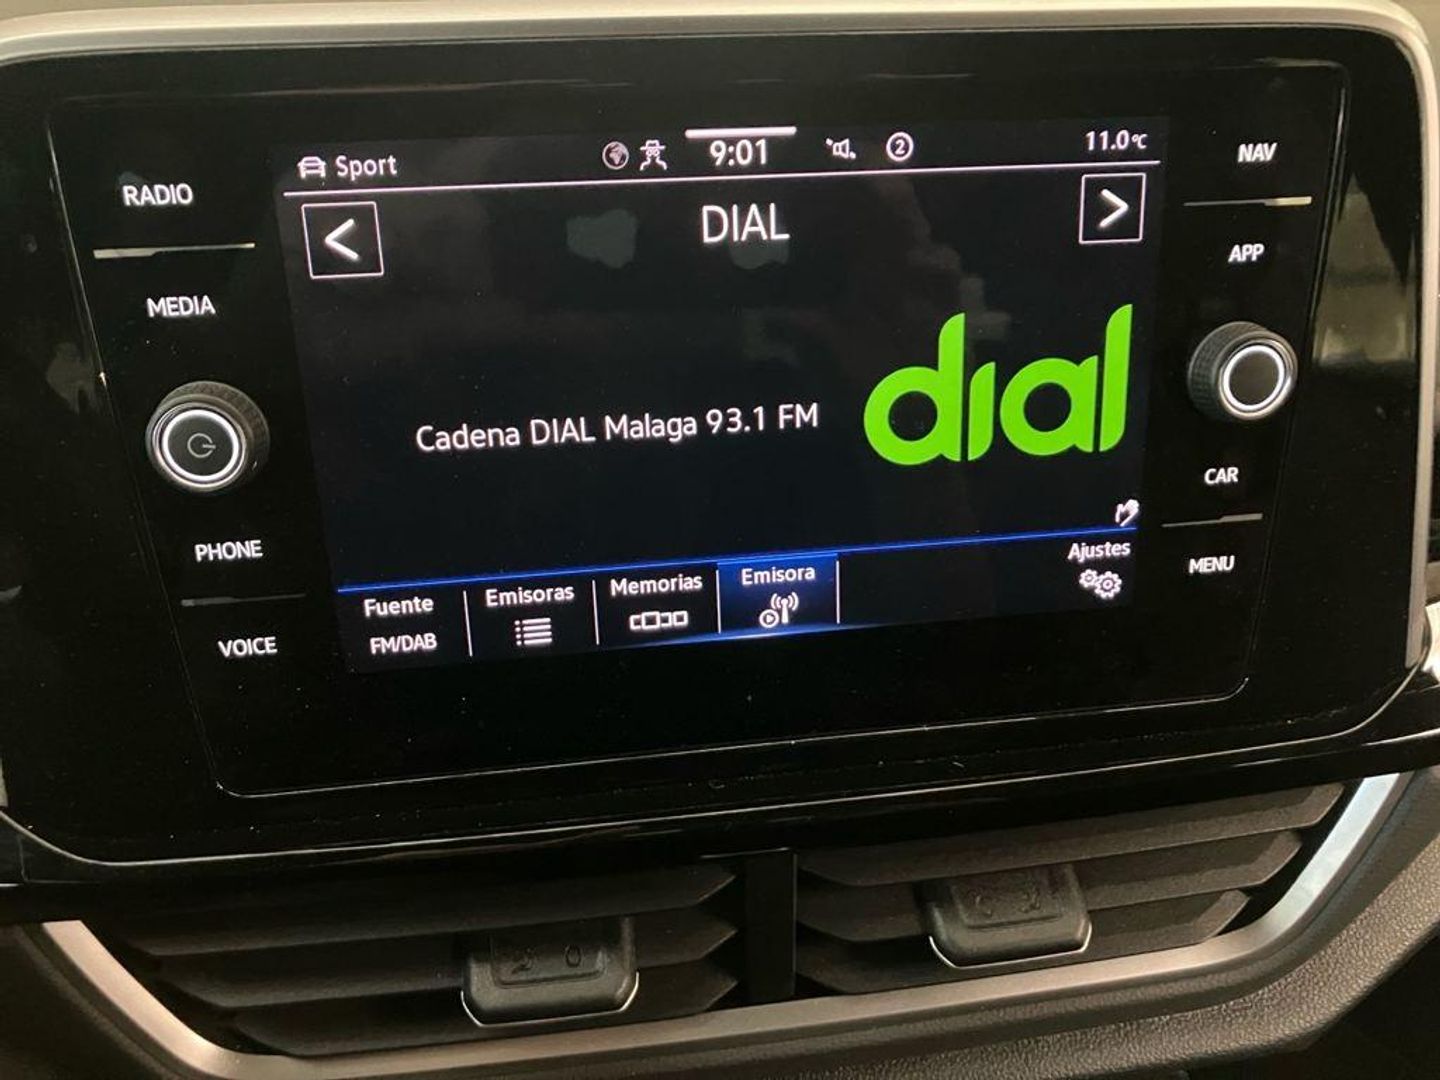 Sport 9:01 2 11.0°C
RADIO
MEDIA
PHONE
VOICE
NAV
APP
CAR
MENU
DIAL
Cadena DIAL Malaga 93.1 FM
dial
Fuente
FM/DAB
Emisoras
Memorias
Emisora
Ajustes